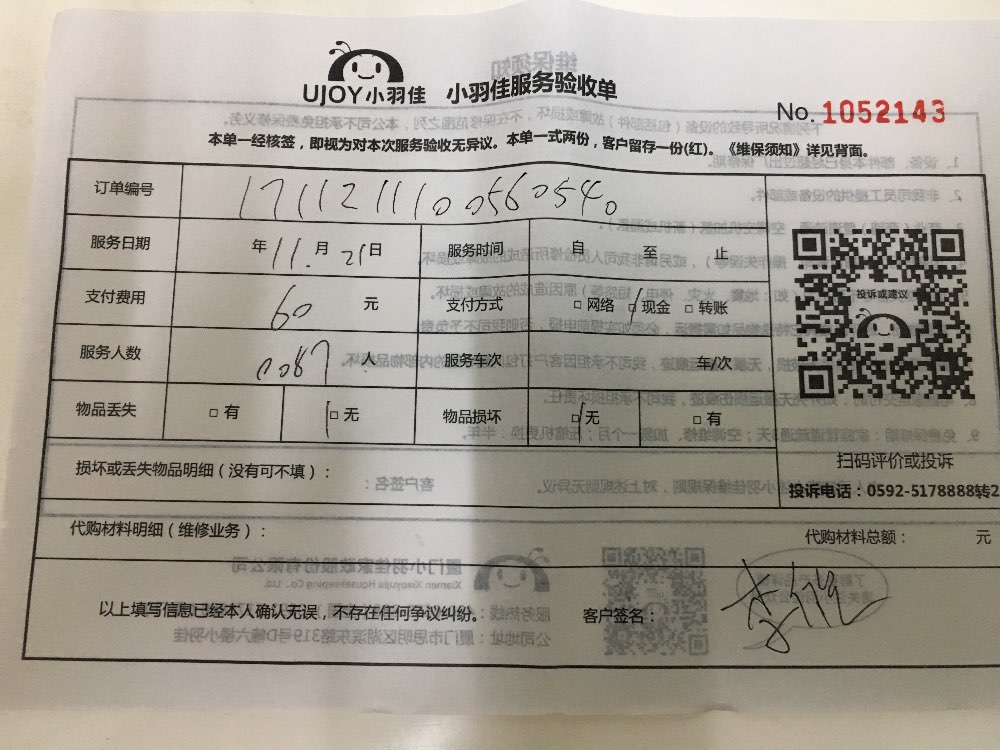 UJOY小羽佳 小羽佳服务验收单
No. 1052143
本单一经核签，即视为对本次服务验收无异议。本单一式两份，客户留存一份(红)。《维保须知》详见背面。
订单编号 1711211100560540
服务日期 年 11. 月 21 日 服务时间 自 至 止
支付费用 60 元 支付方式 □ 网络 □ 现金 □ 转账
服务人数 0087 人 服务车次 车/次
物品丢失 □ 有 □ 无 物品损坏 □ 无 □ 有
投诉或建议
扫码评价或投诉
投诉电话：0592-5178888转2
损坏或丢失物品明细（没有可不填）：
代购材料明细（维修业务）： 代购材料总额： 元
以上填写信息已经本人确认无误，不存在任何争议纠纷。 客户签名：